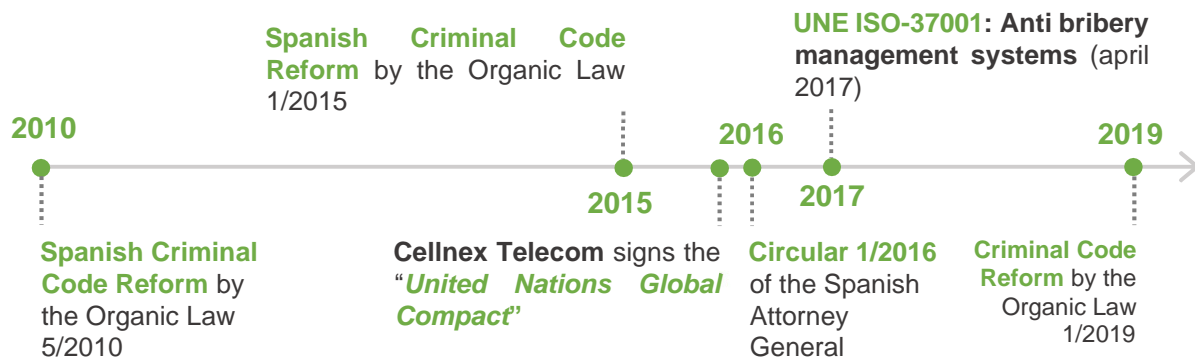 2010
Spanish Criminal
Code Reform by
the Organic Law
5/2010
Spanish Criminal Code
Reform by the Organic Law
1/2015
2015
Cellnex Telecom signs the
“United Nations Global
Compact”
2016
Circular 1/2016
of the Spanish
Attorney
General
UNE ISO-37001: Anti bribery
management systems (april
2017)
2017
2019
Criminal Code
Reform by the
Organic Law
1/2019